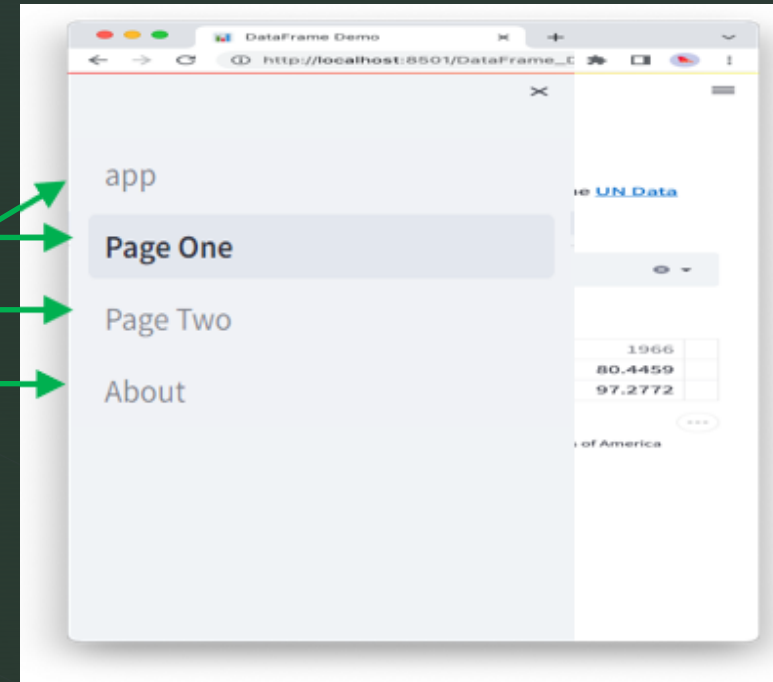 DataFrame Demo
http://localhost:8501/DataFrame_D
app
Page One
Page Two
About
e UN Data
1966
80.4459
97.2772
s of America